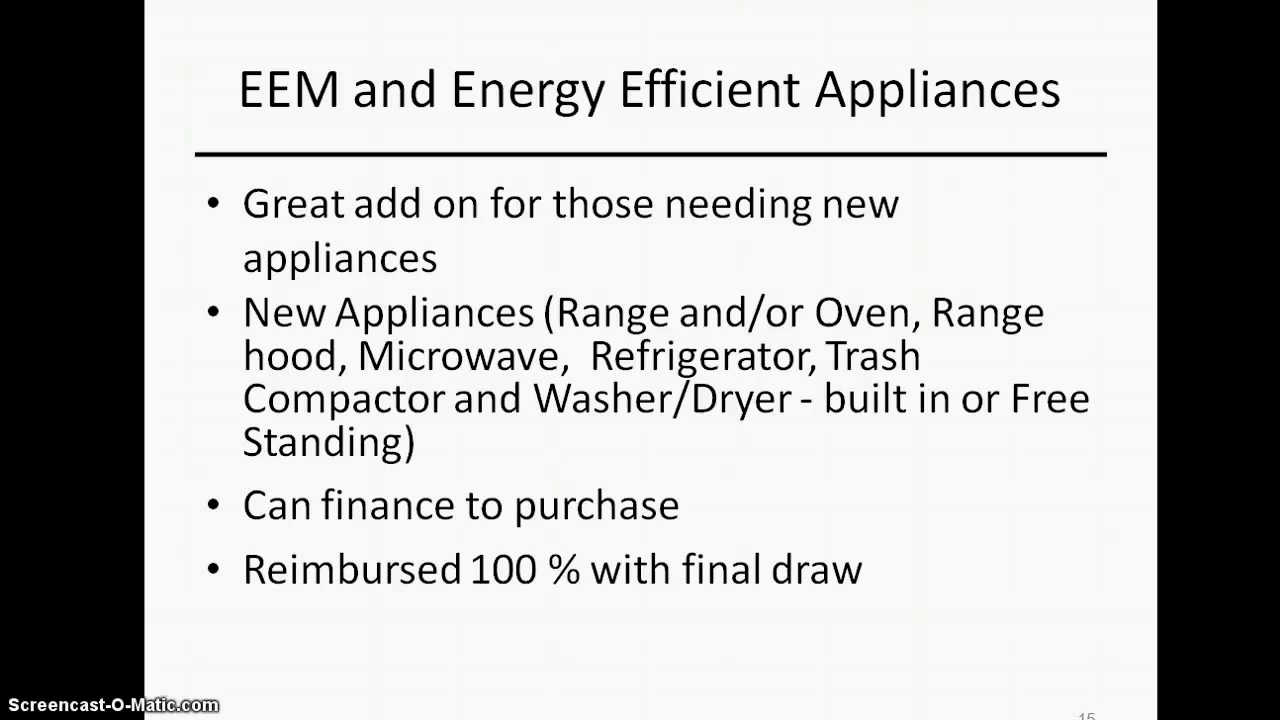 EEM and Energy Efficient Appliances
• Great add on for those needing new
appliances
• New Appliances (Range and/or Oven, Range
hood, Microwave,  Refrigerator, Trash
Compactor and Washer/Dryer - built in or Free
Standing)
• Can finance to purchase
• Reimbursed 100 % with final draw
15
Screencast-O-Matic.com